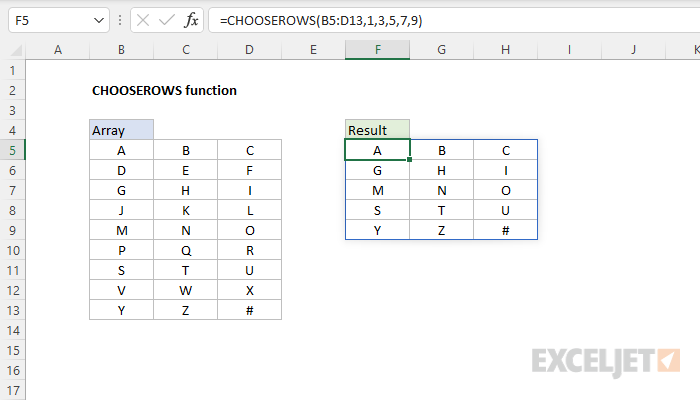 F5 fx =CHOOSEROWS(B5:D13,1,3,5,7,9)
A B C D E F G H I J K
1
2 CHOOSEROWS function
3
4 Array Result
5 A B C A B C
6 D E F G H I
7 G H I M N O
8 J K L S T U
9 M N O Y Z #
10 P Q R
11 S T U
12 V W X
13 Y Z #
14
15
16 EXCELJET
17